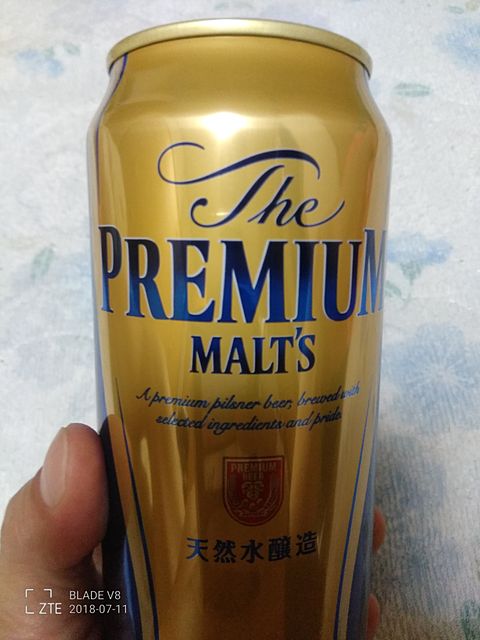 The
PREMIUM
MALT'S
A premium pilsner beer, brewed with
selected ingredients and pride.
PREMIUM
BEER
天然水醸造
ZTE
BLADE V8
2018-07-11